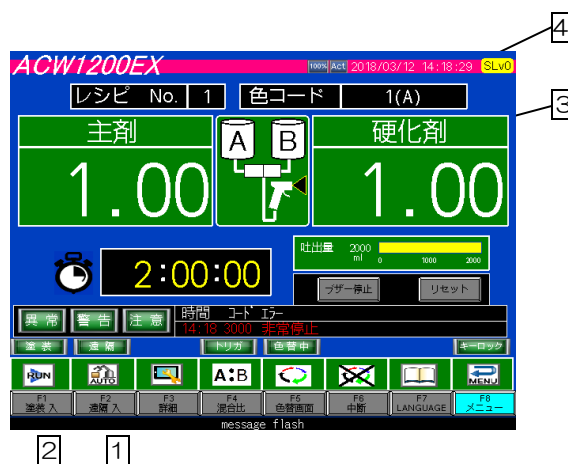 4
ACW1200EX 100% Act 2018/03/12 14:18:29 SLv0
レシピ No. 1 色コード 1(A)
3
主剤 A B 硬化剤
1.00 1.00
吐出量 2000 ml 0 1000 2000
2:00:00
ブザー停止 リセット
異常 警告 注意 時間 コード エラー
14:18 3000 非常停止
塗装 遠隔 トリガ 色替中 キーロック
RUN AUTO A:B MENU
F1 F2 F3 F4 F5 F6 F7 F8
塗装入 遠隔入 詳細 混合比 色替画面 中断 LANGUAGE メニュー
message flash
2 1